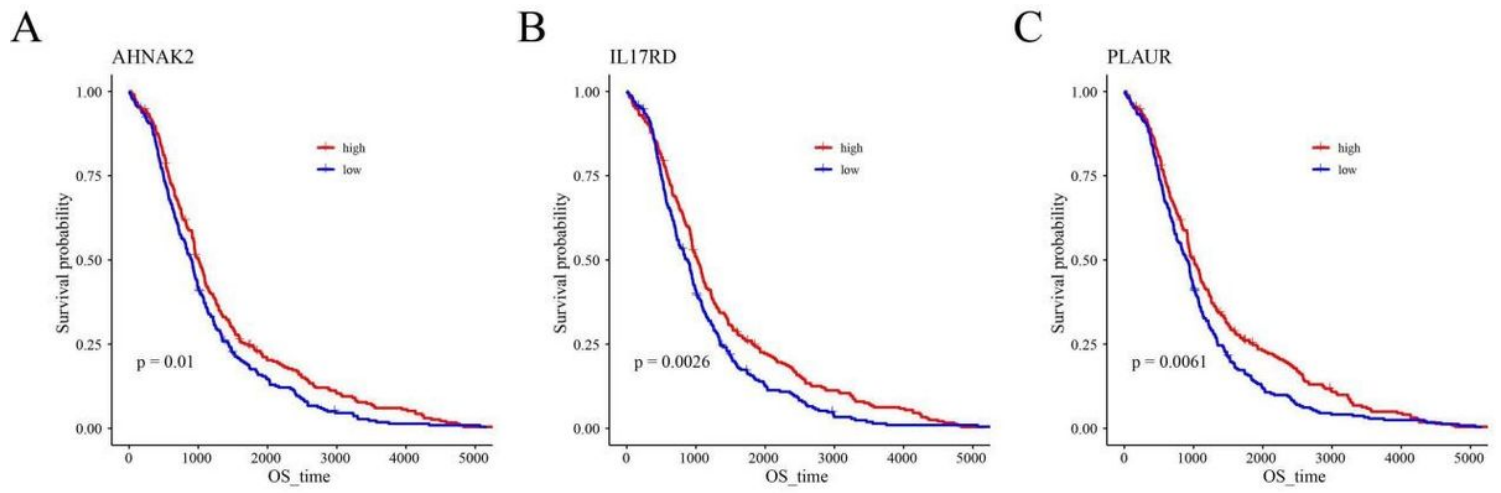 A
AHNAK2
Survival probability
1.00
0.75
0.50
0.25
0.00
high
low
p = 0.01
0 1000 2000 3000 4000 5000
OS_time
B
IL17RD
Survival probability
1.00
0.75
0.50
0.25
0.00
high
low
p = 0.0026
0 1000 2000 3000 4000 5000
OS_time
C
PLAUR
Survival probability
1.00
0.75
0.50
0.25
0.00
high
low
p = 0.0061
0 1000 2000 3000 4000 5000
OS_time